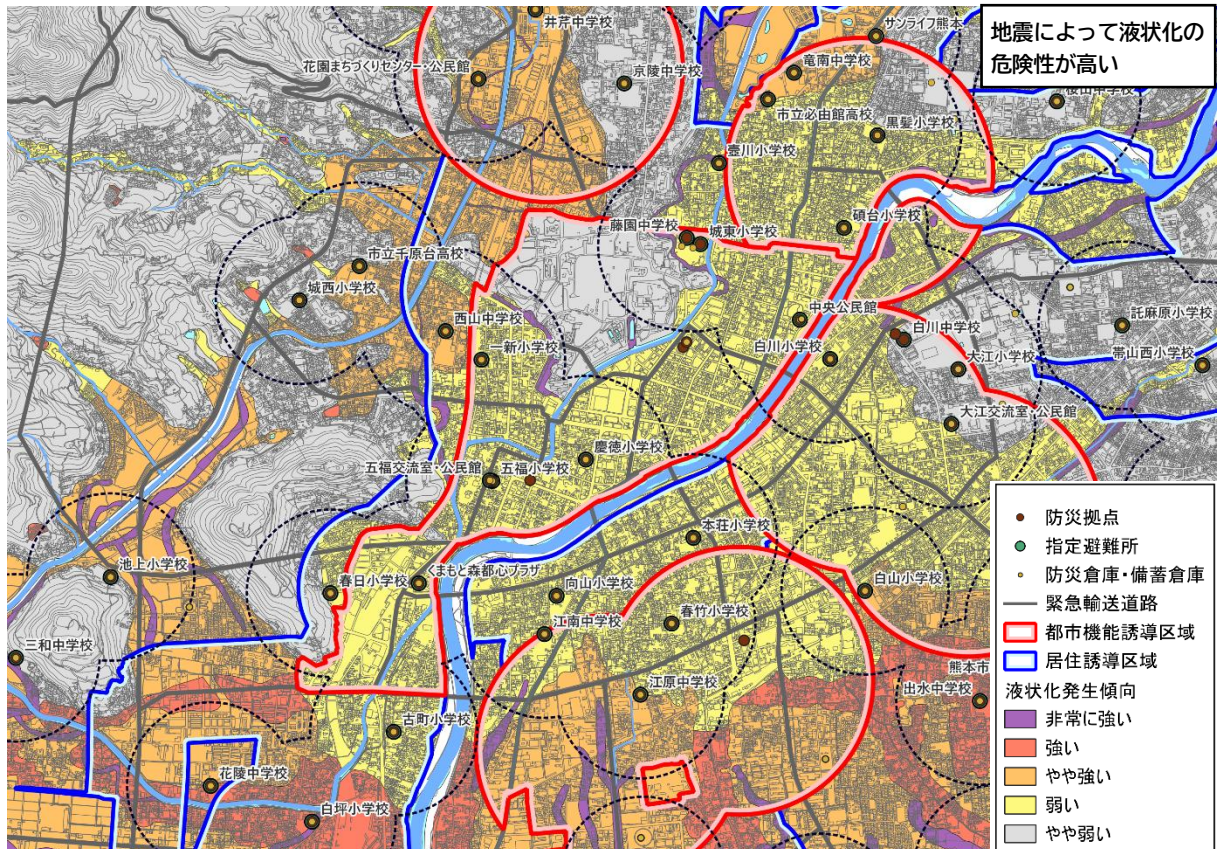 地震によって液状化の
危険性が高い
井芹中学校
サンライフ熊本
花園まちづくりセンター・公民館
京陵中学校
竜南中学校
市立必由館高校
黒髪小学校
壺川小学校
碩台小学校
藤園中学校
城東小学校
市立千原台高校
城西小学校
西山中学校
一新小学校
中央公民館
白川小学校
白川中学校
大江小学校
託麻原小学校
帯山西小学校
大江交流室・公民館
慶徳小学校
五福交流室・公民館
五福小学校
本荘小学校
池上小学校
春日小学校
くまもと森都心プラザ
向山小学校
白山小学校
江南中学校
春竹小学校
三和中学校
江原中学校
熊本市
出水中学校
古町小学校
花陵中学校
白坪小学校
防災拠点
指定避難所
防災倉庫・備蓄倉庫
緊急輸送道路
都市機能誘導区域
居住誘導区域
液状化発生傾向
非常に強い
強い
やや強い
弱い
やや弱い